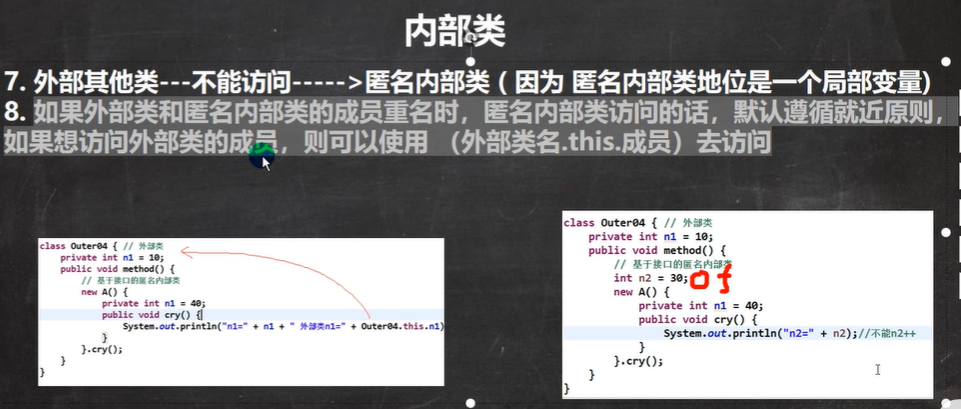 内部类
7. 外部其他类---不能访问----->匿名内部类 ( 因为 匿名内部类地位是一个局部变量)
8. 如果外部类和匿名内部类的成员重名时，匿名内部类访问的话，默认遵循就近原则，
如果想访问外部类的成员，则可以使用 （外部类名.this.成员）去访问
class Outer04 { // 外部类
private int n1 = 10;
public void method() {
// 基于接口的匿名内部类
new A() {
private int n1 = 40;
public void cry() {
System.out.println("n1=" + n1 + " 外部类n1=" + Outer04.this.n1)
}
}.cry();
}
}
class Outer04 { // 外部类
private int n1 = 10;
public void method() {
// 基于接口的匿名内部类
int n2 = 30;
new A() {
private int n1 = 40;
public void cry() {
System.out.println("n2=" + n2);//不能n2++
}
}.cry();
}
}